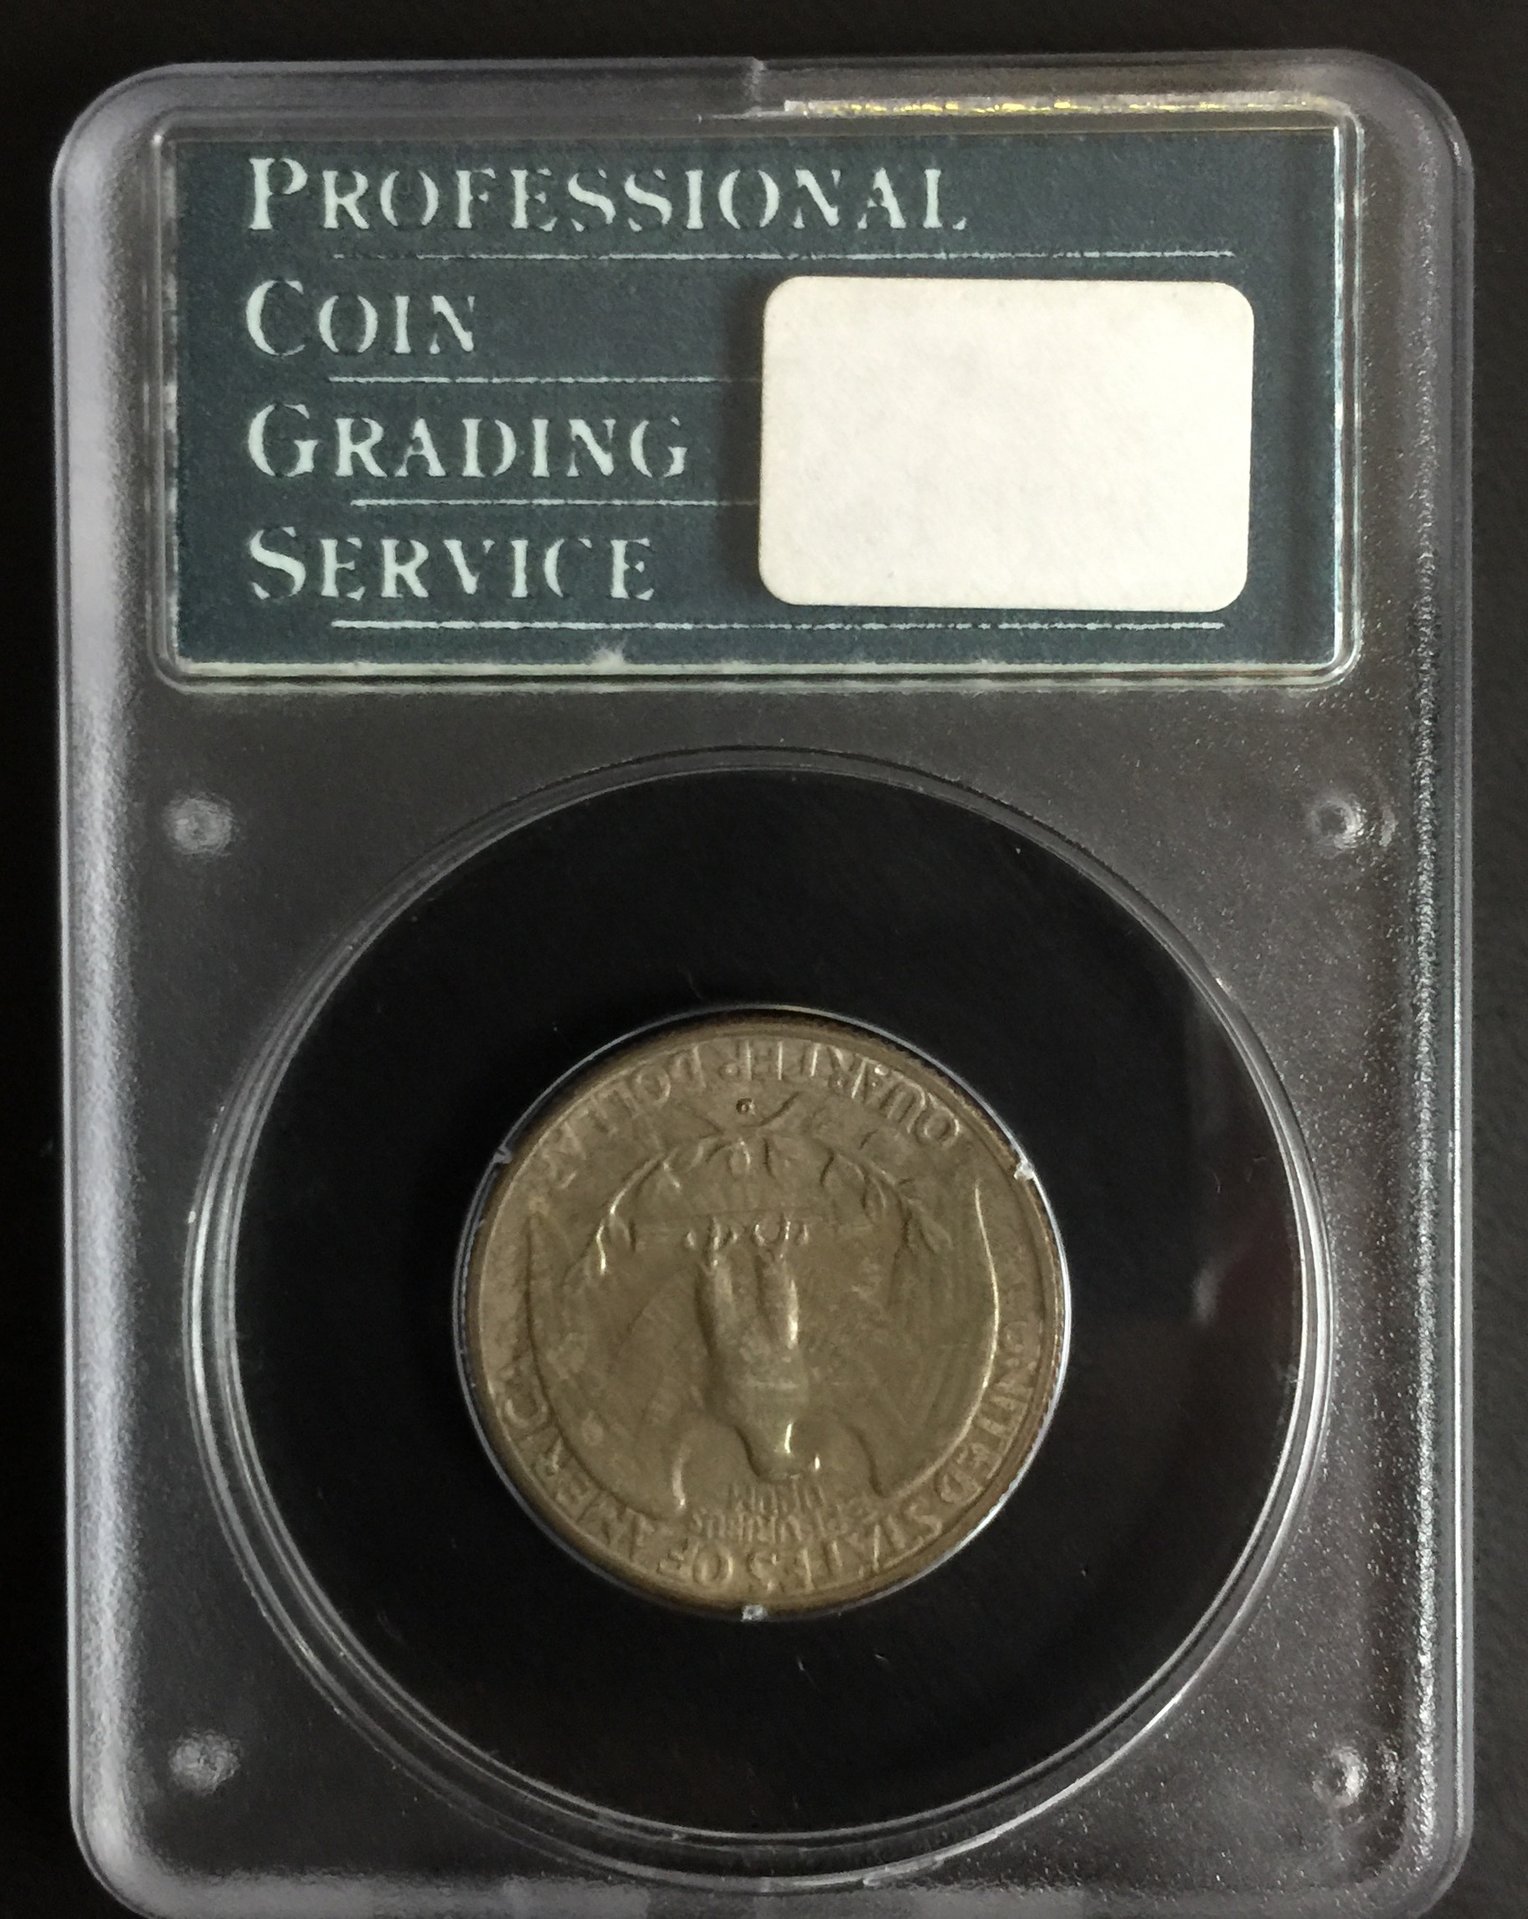 PROFESSIONAL
COIN
GRADING
SERVICE
QUARTER DOLLAR
E PLURIBUS
UNUM
UNITED STATES OF AMERICA